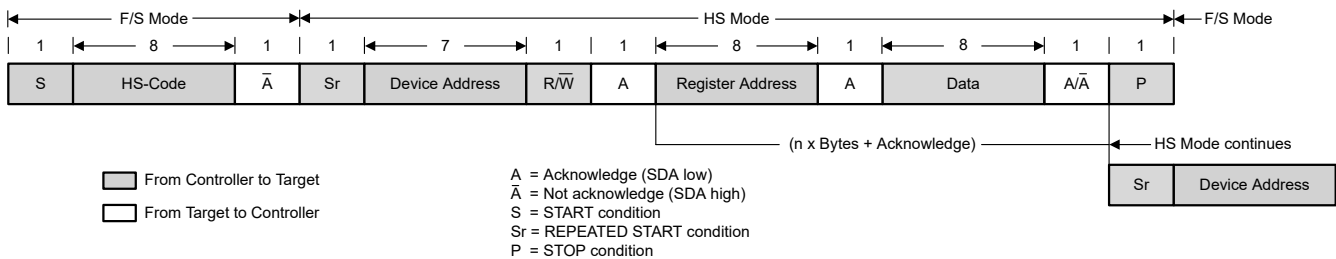 F/S Mode HS Mode F/S Mode
1 8 1 1 7 1 1 8 1 8 1 1
S HS-Code A̅ Sr Device Address R/W̅ A Register Address A Data A/A̅ P
(n x Bytes + Acknowledge) HS Mode continues
Sr Device Address
From Controller to Target
From Target to Controller
A = Acknowledge (SDA low)
A̅ = Not acknowledge (SDA high)
S = START condition
Sr = REPEATED START condition
P = STOP condition